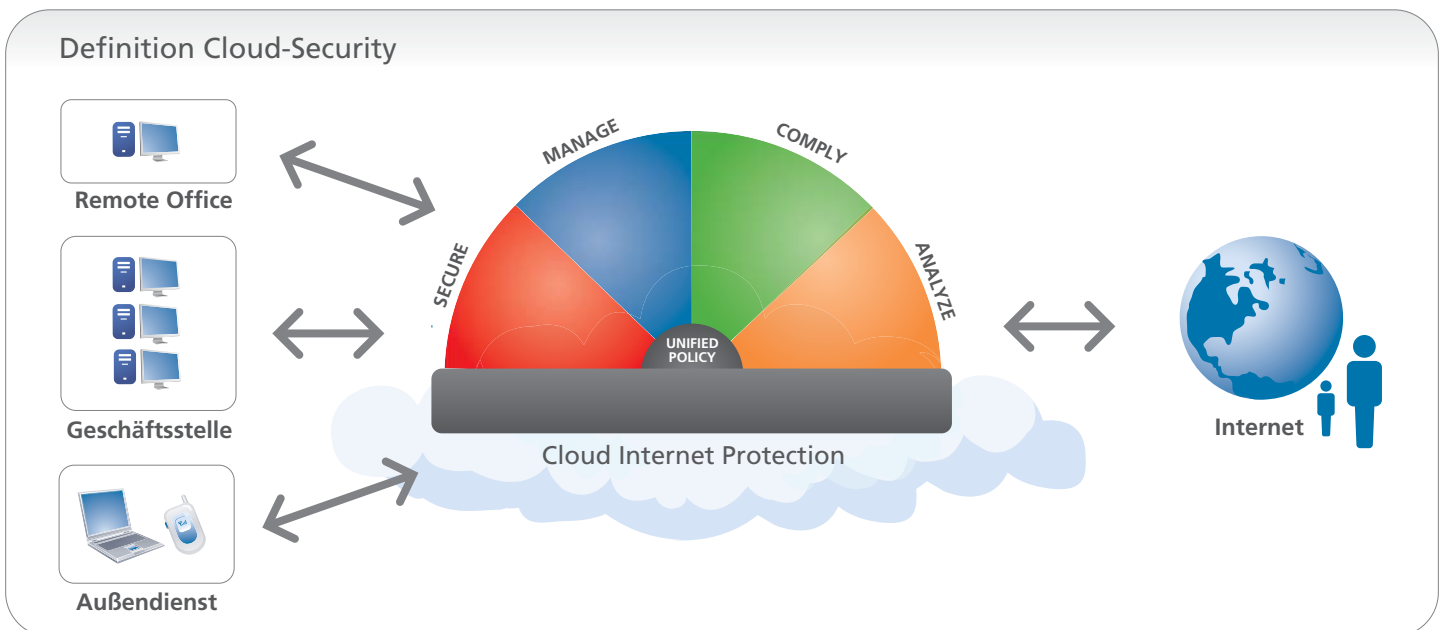 Definition Cloud-Security
Remote Office
Geschäftsstelle
Außendienst
SECURE
MANAGE
COMPLY
ANALYZE
UNIFIED
POLICY
Cloud Internet Protection
Internet